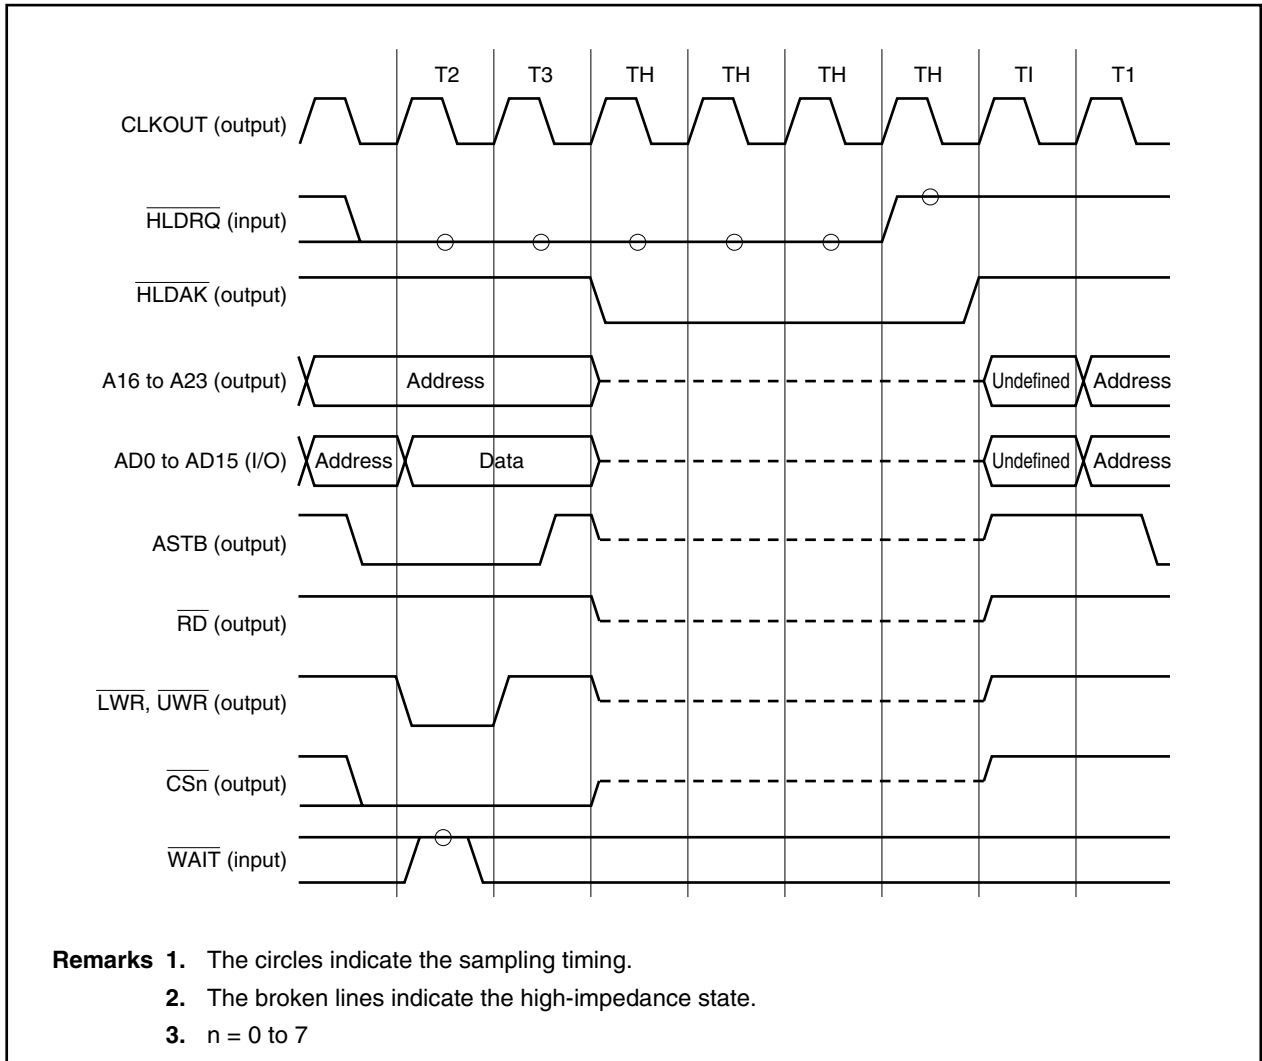 T2 T3 TH TH TH TH TI T1
CLKOUT (output)
HLDRQ (input)
HLDAK (output)
A16 to A23 (output) Address Undefined Address
AD0 to AD15 (I/O) Address Data Undefined Address
ASTB (output)
RD (output)
LWR, UWR (output)
CSn (output)
WAIT (input)
Remarks 1. The circles indicate the sampling timing.
2. The broken lines indicate the high-impedance state.
3. n = 0 to 7